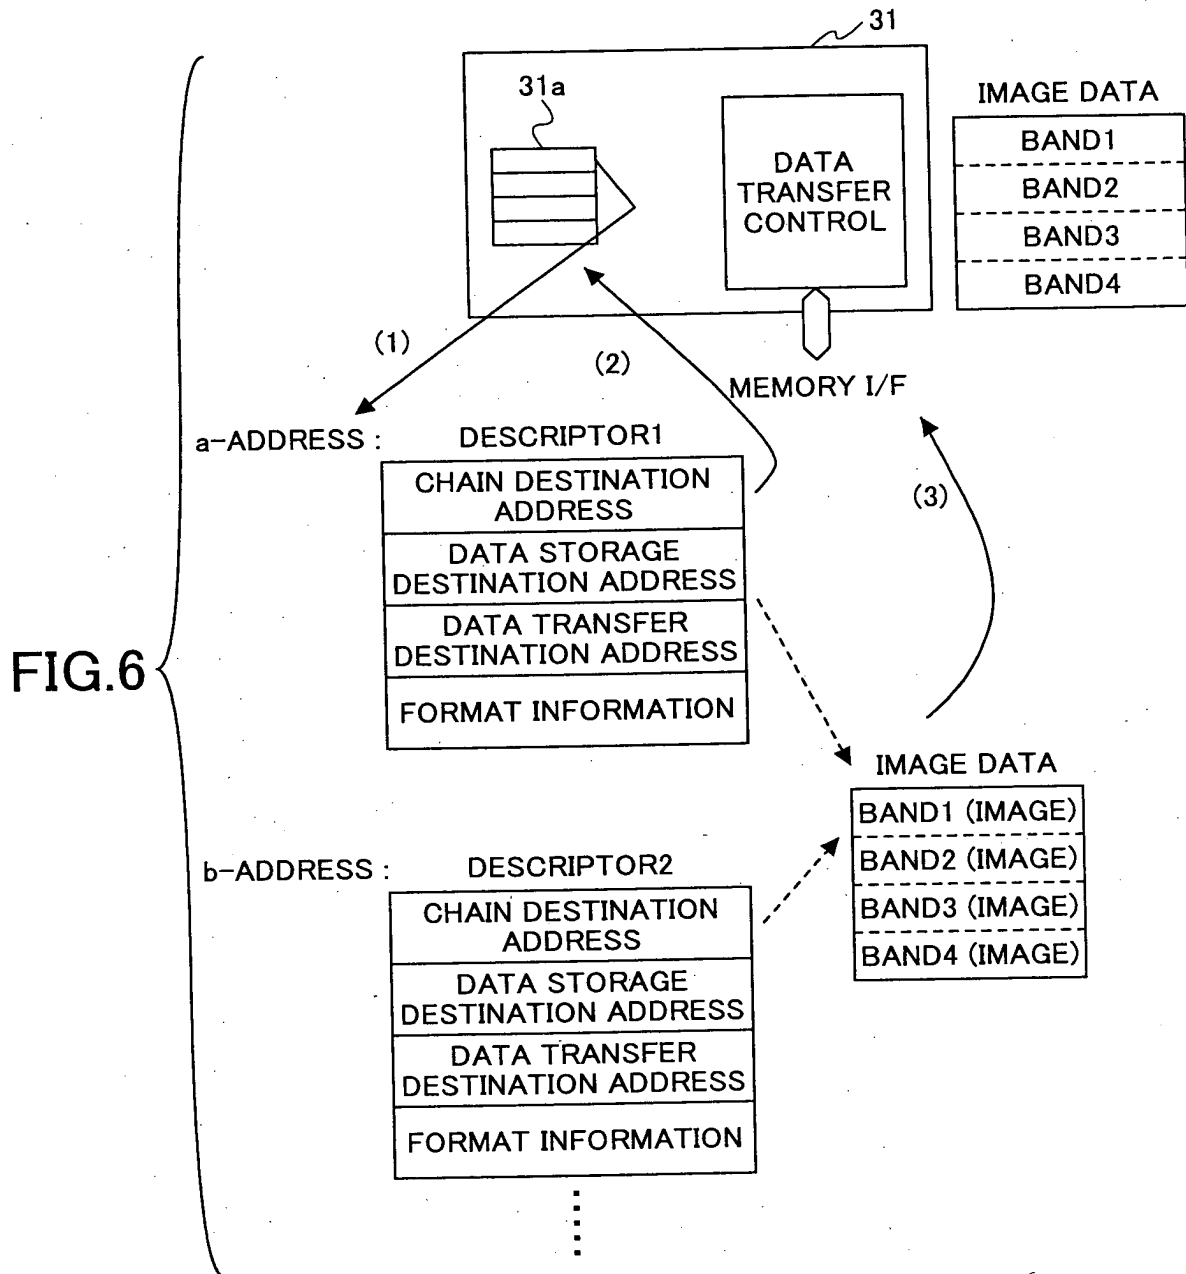 31
31a
IMAGE DATA
BAND1
BAND2
BAND3
BAND4
DATA
TRANSFER
CONTROL
(1)
(2)
MEMORY I/F
(3)
a-ADDRESS :
DESCRIPTOR1
CHAIN DESTINATION
ADDRESS
DATA STORAGE
DESTINATION ADDRESS
DATA TRANSFER
DESTINATION ADDRESS
FORMAT INFORMATION
FIG.6
IMAGE DATA
BAND1 (IMAGE)
BAND2 (IMAGE)
BAND3 (IMAGE)
BAND4 (IMAGE)
b-ADDRESS :
DESCRIPTOR2
CHAIN DESTINATION
ADDRESS
DATA STORAGE
DESTINATION ADDRESS
DATA TRANSFER
DESTINATION ADDRESS
FORMAT INFORMATION